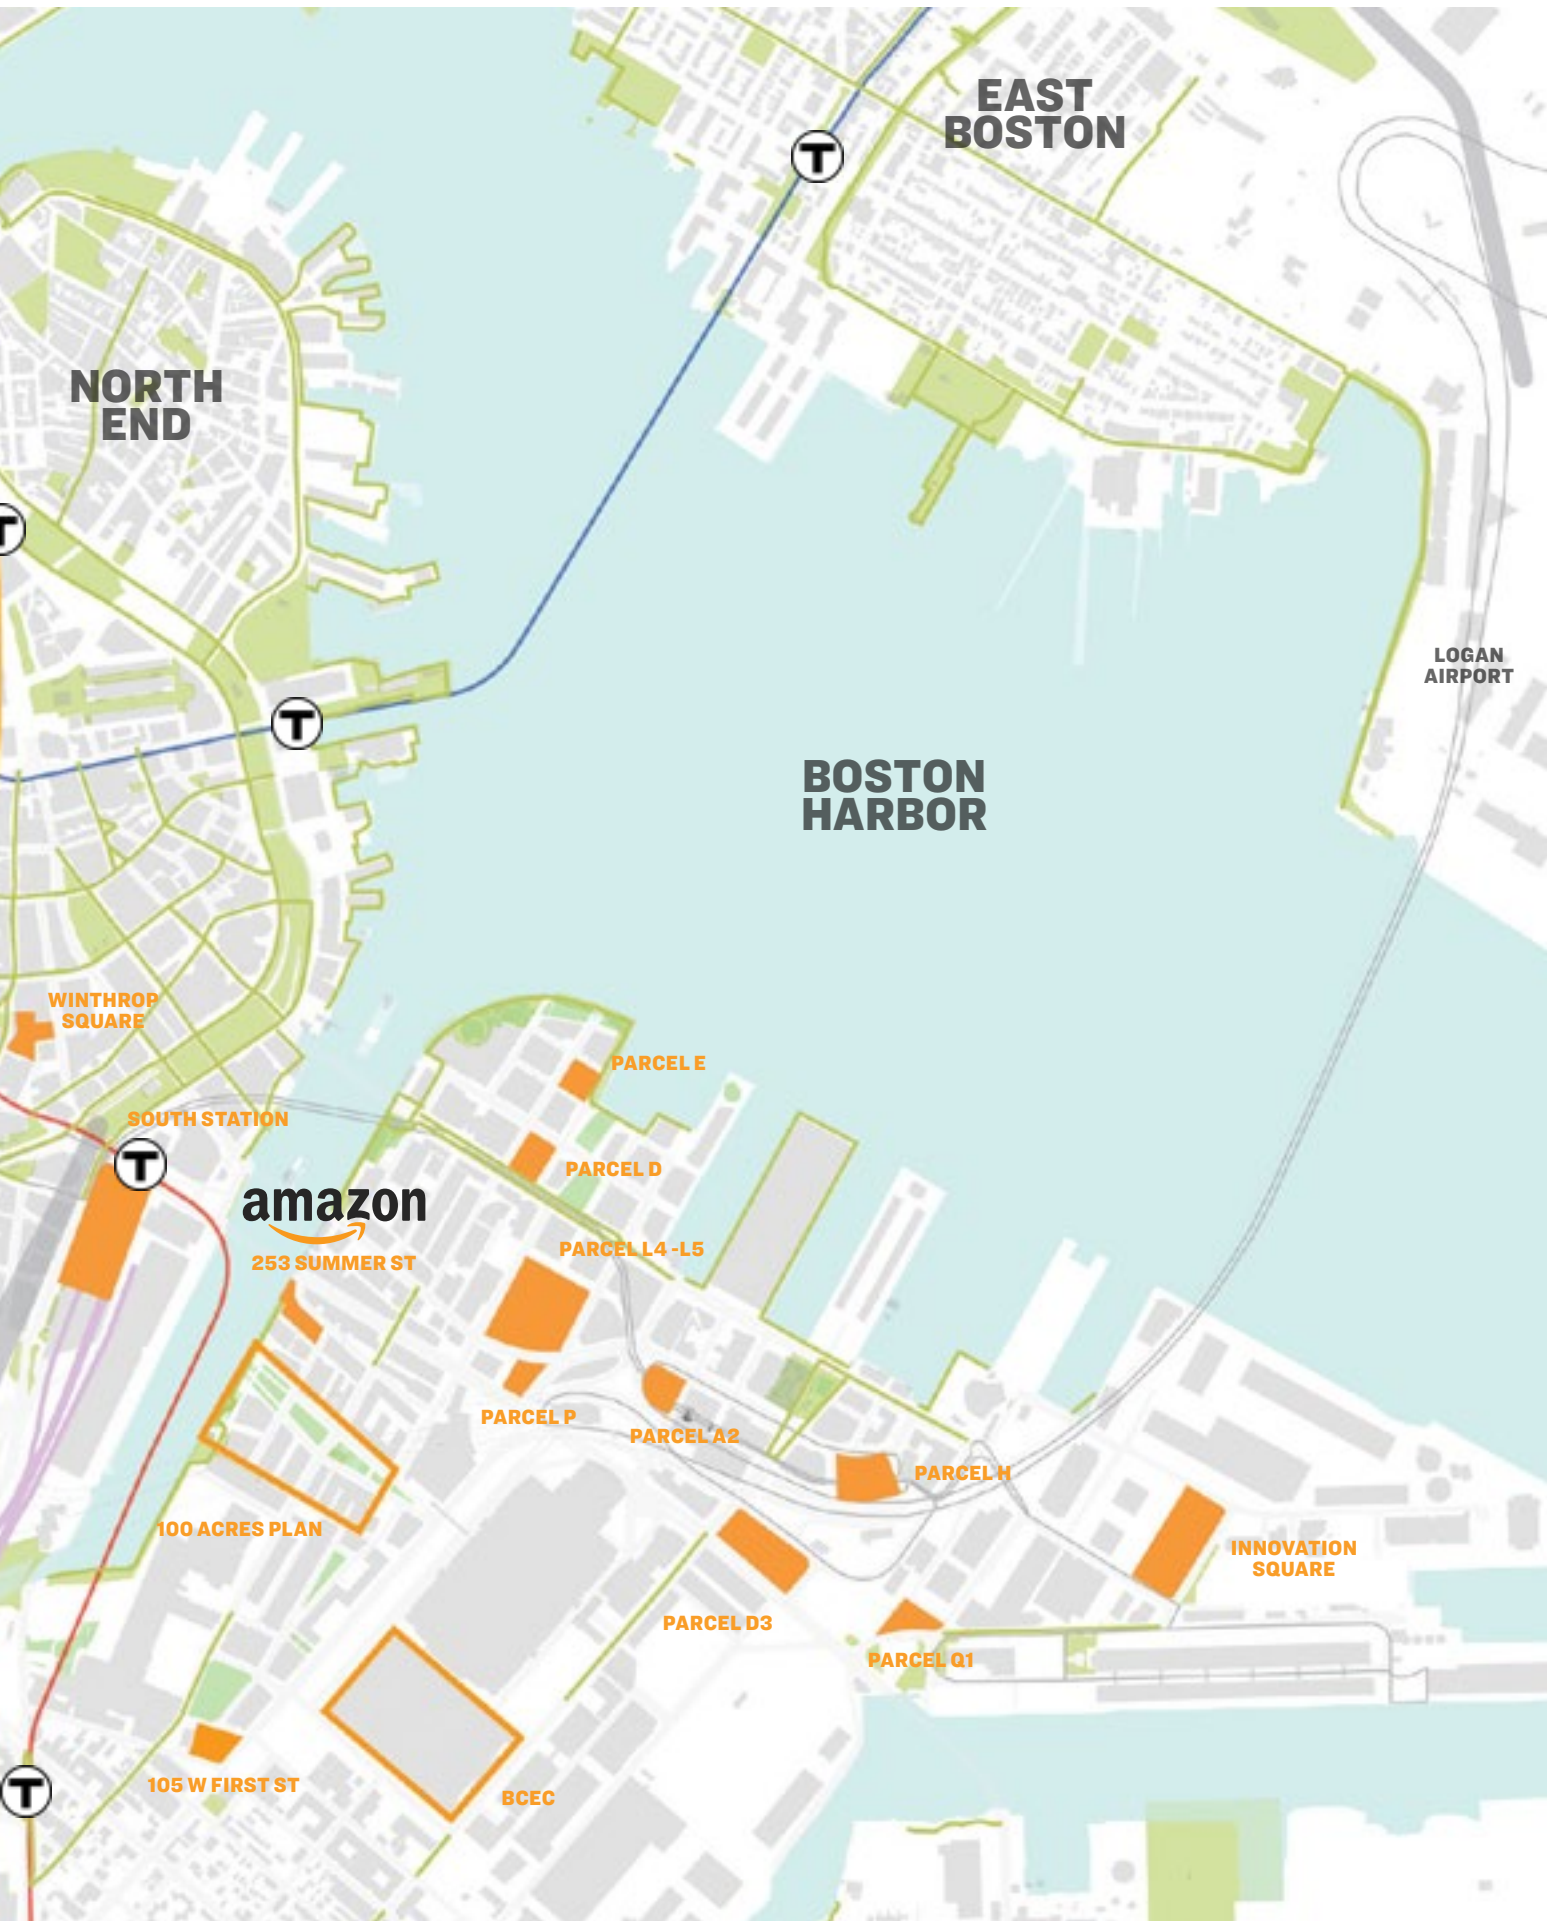 EAST
BOSTON
T
NORTH
END
T
LOGAN
AIRPORT
T
BOSTON
HARBOR
WINTHROP
SQUARE
PARCEL E
SOUTH STATION
T
PARCEL D
amazon
253 SUMMER ST
PARCEL L4 -L5
PARCEL P
PARCEL A2
PARCEL H
100 ACRES PLAN
INNOVATION
SQUARE
PARCEL D3
PARCEL Q1
105 W FIRST ST
T
BCEC